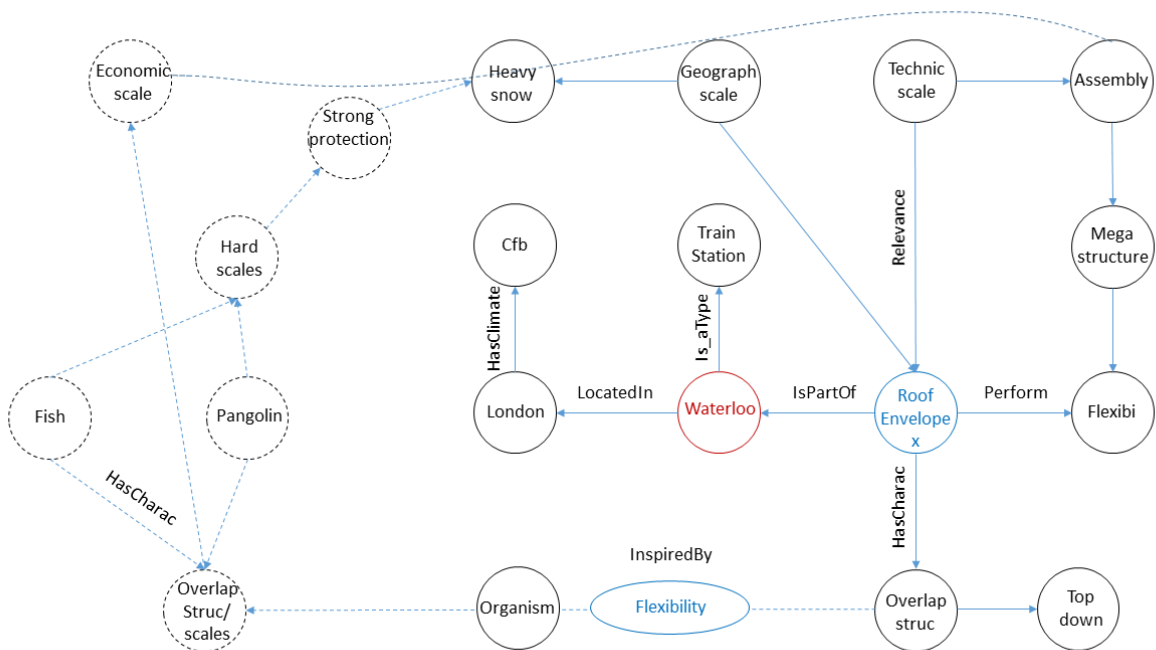 Economic
scale
Heavy
snow
Geograph
scale
Technic
scale
Assembly
Strong
protection
Relevance
Hard
scales
Cfb
Train
Station
Mega
structure
HasClimate
Is_aType
Fish
Pangolin
London
LocatedIn
Waterloo
IsPartOf
Roof
Envelope
x
Perform
Flexibi
HasCharac
HasCharac
InspiredBy
Overlap
Struc/
scales
Organism
Flexibility
Overlap
struc
Top
down